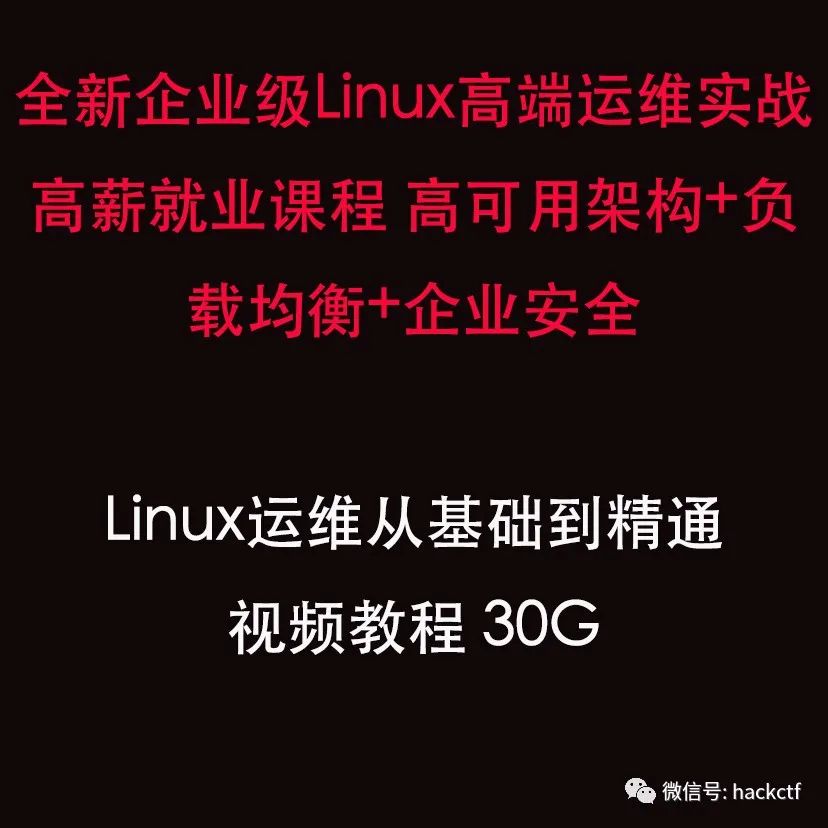 全新企业级Linux高端运维实战
高薪就业课程 高可用架构+负
载均衡+企业安全
Linux运维从基础到精通
视频教程 30G
微信号: hackctf